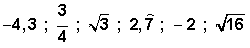 −4,3 ; 3/4 ; √3 ; 2,7̂ ; − 2 ; √16